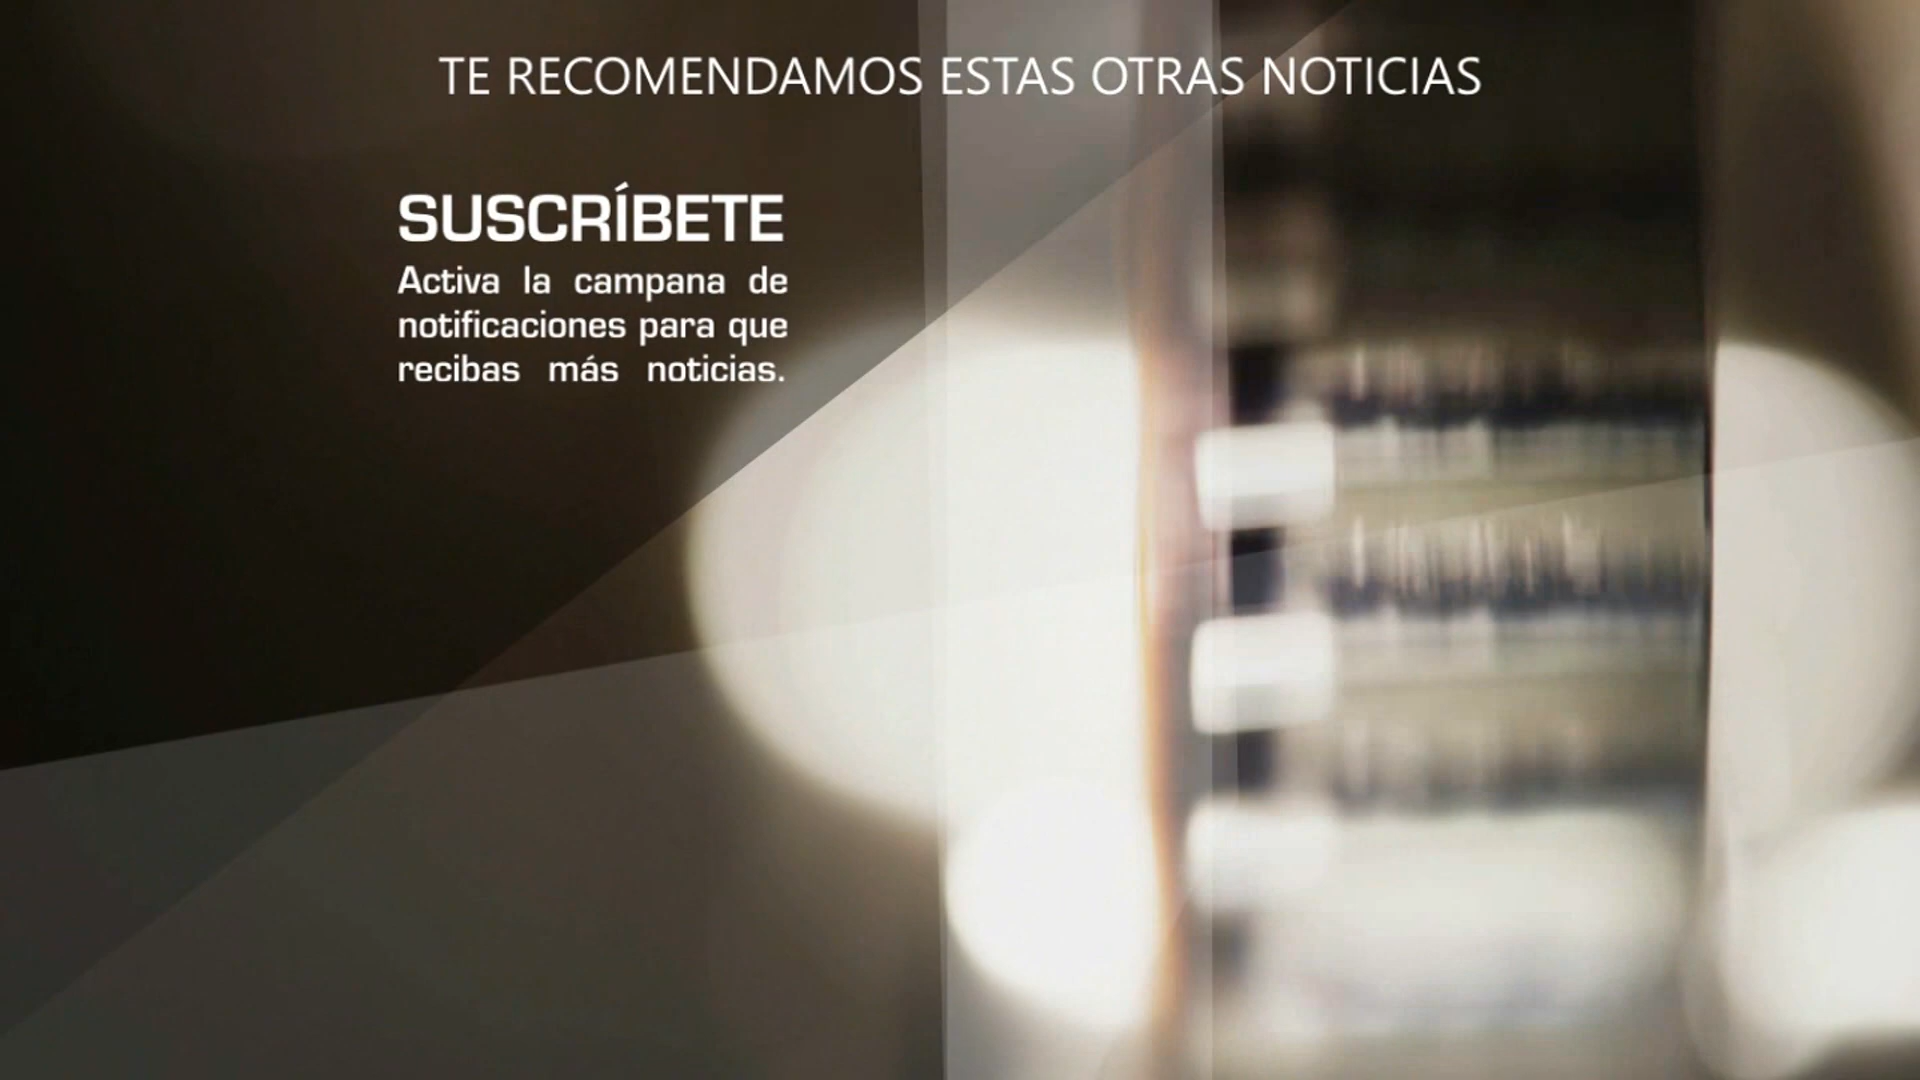 TE RECOMENDAMOS ESTAS OTRAS NOTICIAS
SUSCRÍBETE
Activa la campana de
notificaciones para que
recibas más noticias.